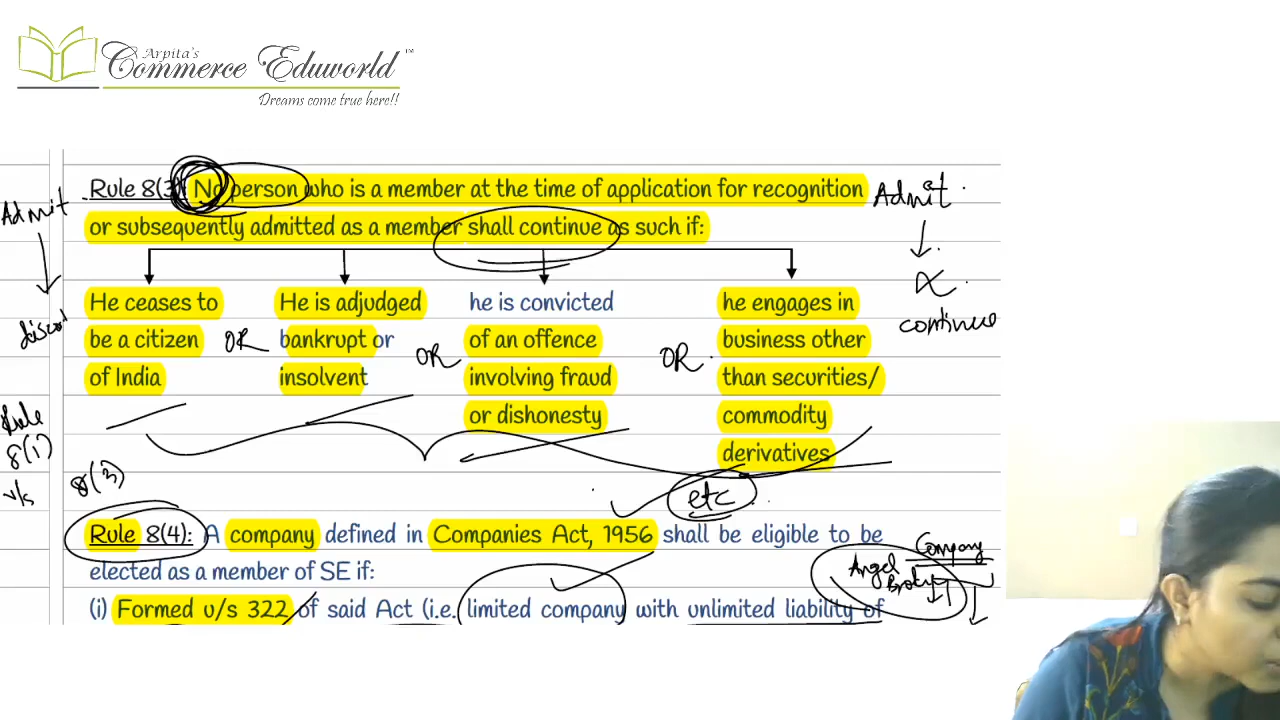 Arpita's
Commerce Eduworld™
Dreams come true here!!
Rule 8(3) No person who is a member at the time of application for recognition
or subsequently admitted as a member shall continue as such if:
Admit
Admit
continue
He ceases to
be a citizen
of India
OR
He is adjudged
bankrupt or
insolvent
OR
he is convicted
of an offence
involving fraud
or dishonesty
OR
he engages in
business other
than securities/
commodity
derivatives
etc
Rule
8(1)
v/s
8(3)
Rule 8(4): A company defined in Companies Act, 1956 shall be eligible to be
elected as a member of SE if:
Company
Angel
(i) Formed u/s 322 of said Act (i.e. limited company with unlimited liability of